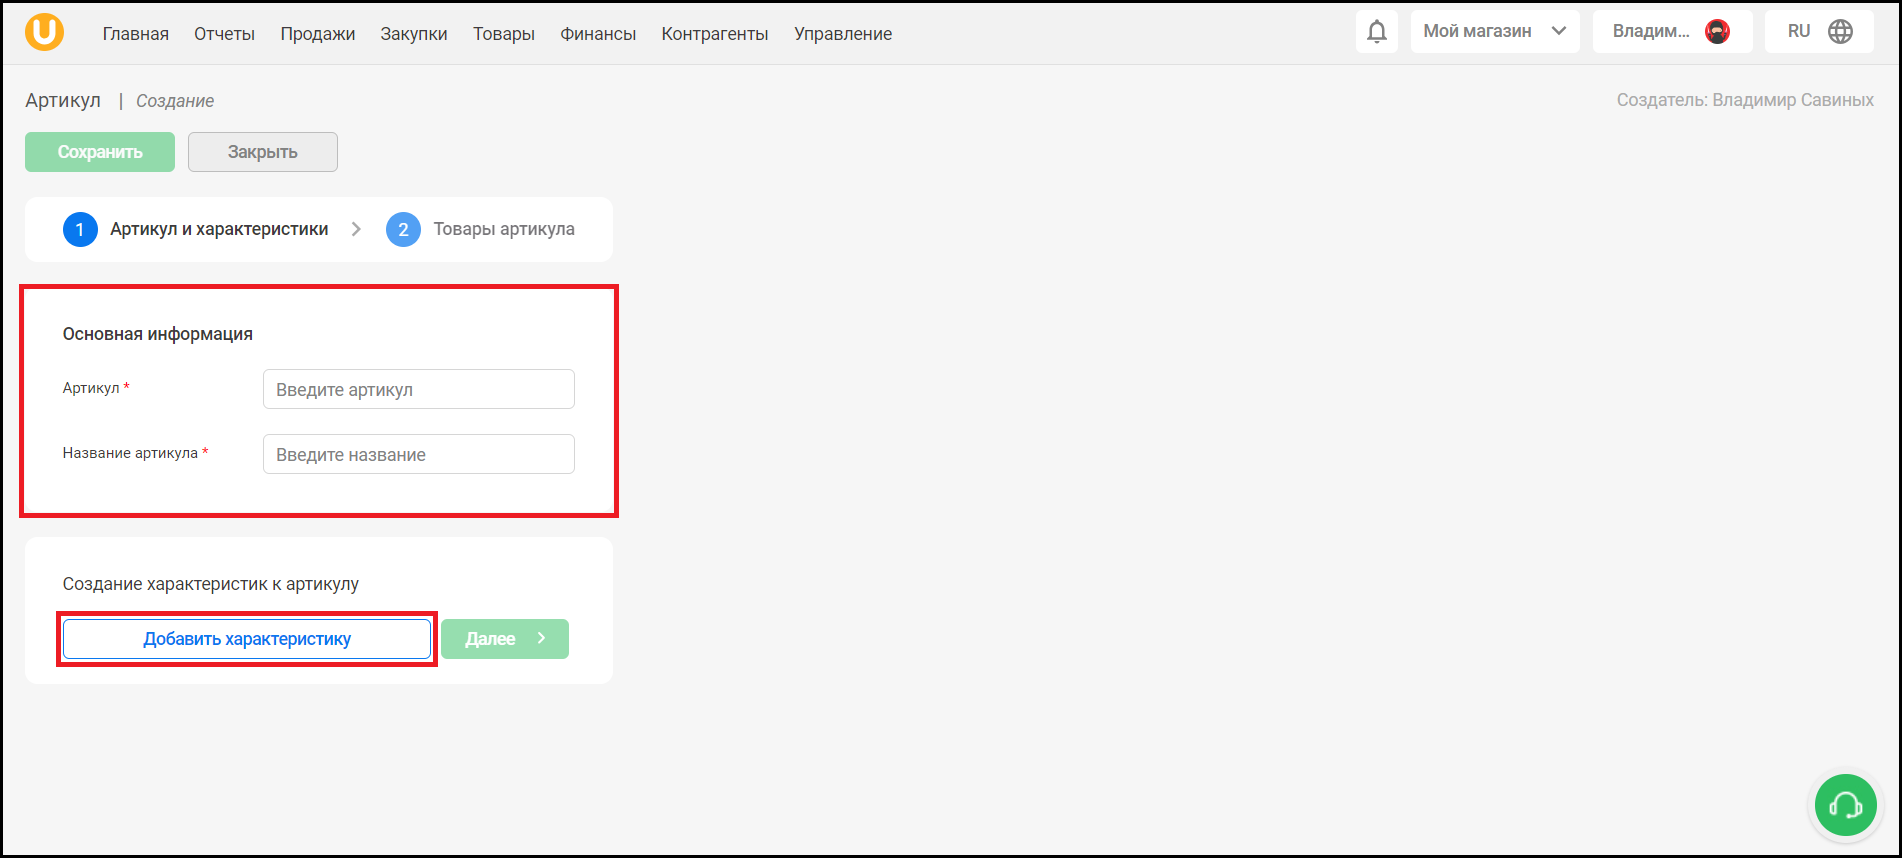 U
Главная Отчеты Продажи Закупки Товары Финансы Контрагенты Управление Мой магазин Владим... RU
Артикул | Создание Создатель: Владимир Савиных
Сохранить Закрыть
1 Артикул и характеристики 2 Товары артикула
Основная информация
Артикул * Введите артикул
Название артикула * Введите название
Создание характеристик к артикулу
Добавить характеристику Далее